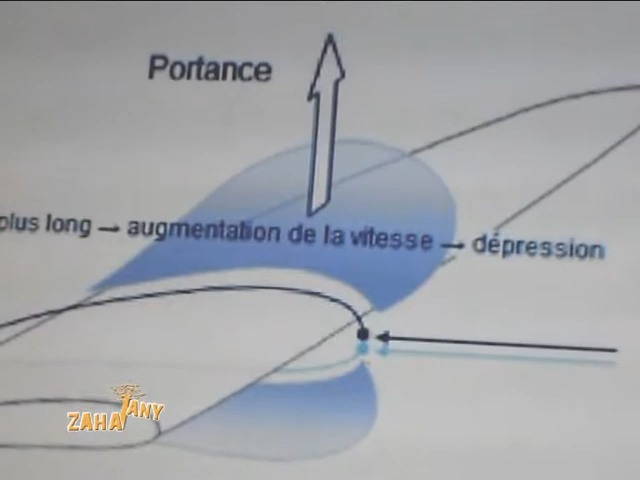 Portance
plus long → augmentation de la vitesse → dépression
ZAHATANY